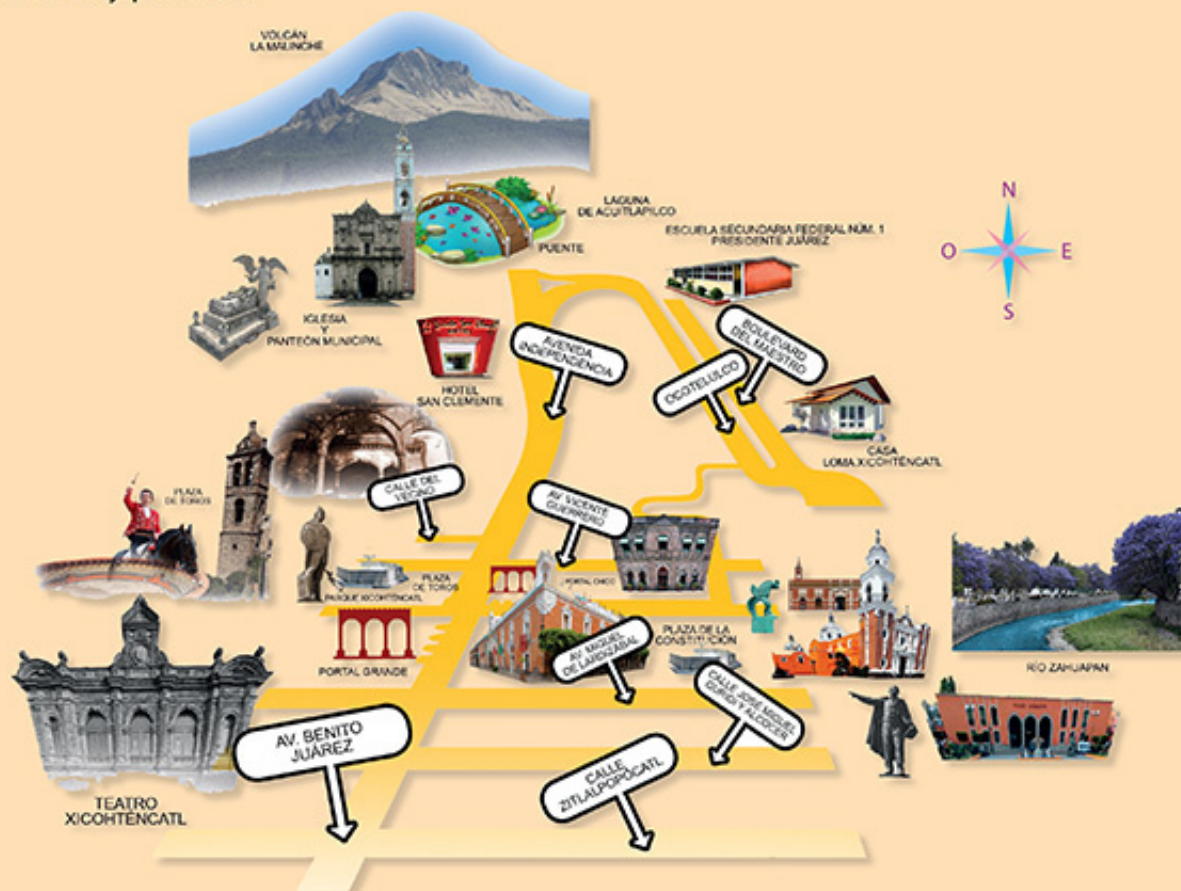 VOLCÁN
LA MALINCHE
LAGUNA
DE ACUITLAPILCO
PUENTE
ESCUELA SECUNDARIA FEDERAL NÚM. 1
PRESIDENTE JUÁREZ
N
O
E
S
IGLESIA
Y
PANTEÓN MUNICIPAL
HOTEL
SAN CLEMENTE
AVENIDA
INDEPENDENCIA
BOULEVARD
DEL MAESTRO
OCOTELULCO
CASA
LOMA XICOHTÉNCATL
PLAZA
DE TOROS
CALLE DEL
VECINO
AV. VICENTE
GUERRERO
PLAZA
DE TOROS
PARQUE XICOHTÉNCATL
PORTAL CHICO
PORTAL GRANDE
AV. MIGUEL
DE LARDIZÁBAL
PLAZA DE LA
CONSTITUCIÓN
RÍO ZAHUAPAN
CALLE JOSÉ MIGUEL
GURIDI Y ALCOCER
AV. BENITO
JUÁREZ
CALLE
ZITLALPOPÓCATL
TEATRO
XICOHTÉNCATL